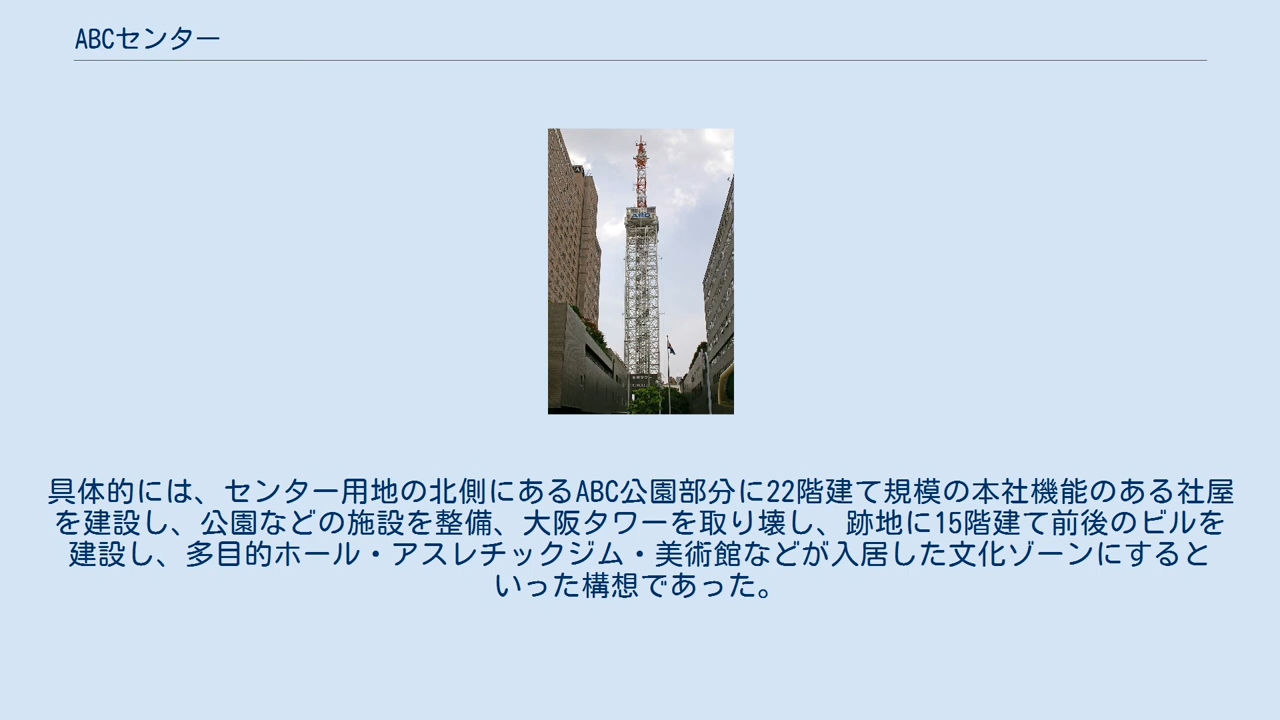 ABCセンター
ABC
具体的には、センター用地の北側にあるABC公園部分に22階建て規模の本社機能のある社屋
を建設し、公園などの施設を整備、大阪タワーを取り壊し、跡地に15階建て前後のビルを
建設し、多目的ホール・アスレチックジム・美術館などが入居した文化ゾーンにすると
いった構想であった。